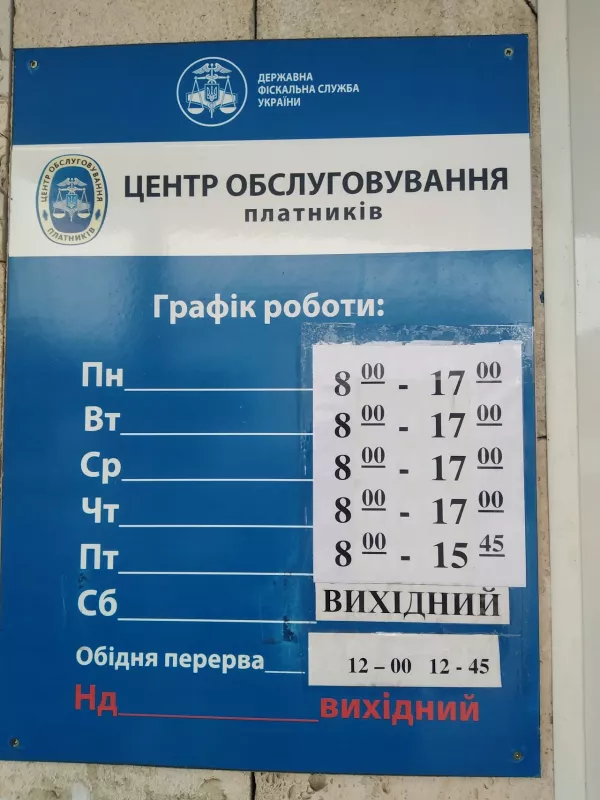 ДЕРЖАВНА
ФІСКАЛЬНА СЛУЖБА
УКРАЇНИ
ЦЕНТР ОБСЛУГОВУВАННЯ
ПЛАТНИКІВ
ЦЕНТР ОБСЛУГОВУВАННЯ
платників
Графік роботи:
Пн 8 00 - 17 00
Вт 8 00 - 17 00
Ср 8 00 - 17 00
Чт 8 00 - 17 00
Пт 8 00 - 15 45
Сб ВИХІДНИЙ
Обідня перерва 12 – 00 12 - 45
Нд вихідний